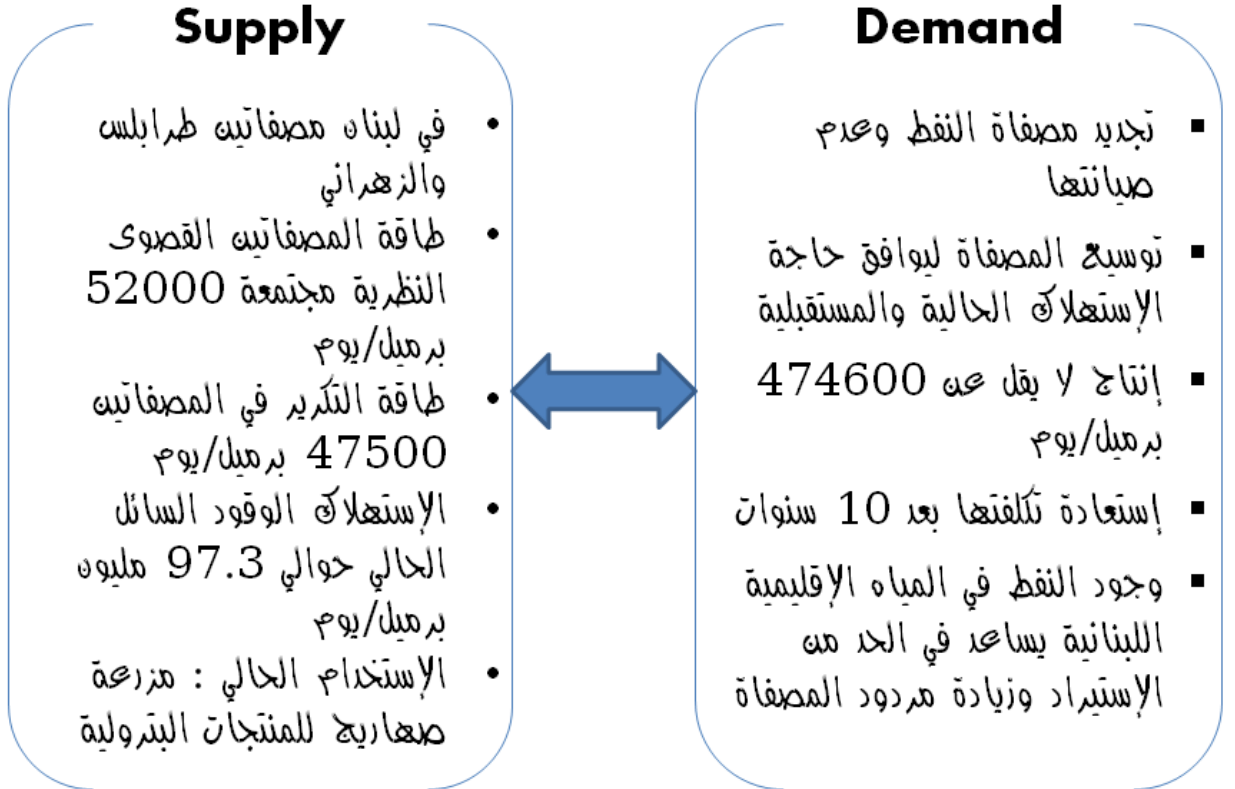 Supply
في لبنان مصفاتين طرابلس
والزهراني
طاقة المصفاتين القصوى
النظرية مجتمعة 52000
برميل/يوم
طاقة التكرير في المصفاتين
47500 برميل/يوم
الإستهلاك الوقود السائل
الحالي حوالي 97.3 مليون
برميل/يوم
الإستخدام الحالي : مزرعة
صهاريج للمنتجات البترولية
Demand
تجديد مصفاة النفط وعدم
صيانتها
توسيع المصفاة ليوافق حاجة
الإستهلاك الحالية والمستقبلية
إنتاج لا يقل عن 474600
برميل/يوم
إستعادة تكلفتها بعد 10 سنوات
وجود النفط في المياه الإقليمية
اللبنانية يساعد في الحد من
الإستيراد وزيادة مردود المصفاة